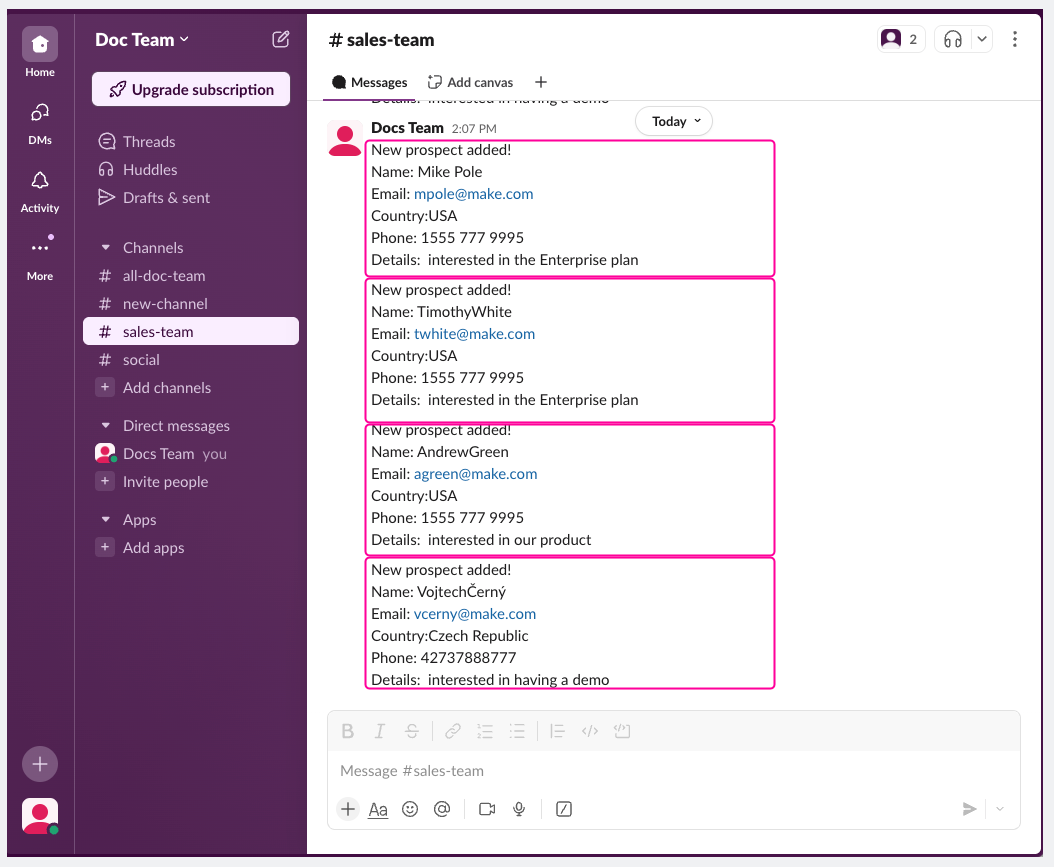 Home
DMs
Activity
More
Doc Team
Upgrade subscription
Threads
Huddles
Drafts & sent
Channels
# all-doc-team
# new-channel
# sales-team
# social
+ Add channels
Direct messages
Docs Team you
+ Invite people
Apps
+ Add apps
# sales-team
2
Messages
Add canvas
+
Details:  interested in having a demo
Today
Docs Team 2:07 PM
New prospect added!
Name: Mike Pole
Email: mpole@make.com
Country:USA
Phone: 1555 777 9995
Details:  interested in the Enterprise plan
New prospect added!
Name: TimothyWhite
Email: twhite@make.com
Country:USA
Phone: 1555 777 9995
Details:  interested in the Enterprise plan
New prospect added!
Name: AndrewGreen
Email: agreen@make.com
Country:USA
Phone: 1555 777 9995
Details:  interested in our product
New prospect added!
Name: VojtechČerný
Email: vcerny@make.com
Country:Czech Republic
Phone: 42737888777
Details:  interested in having a demo
B I S
Message #sales-team
+ Aa @